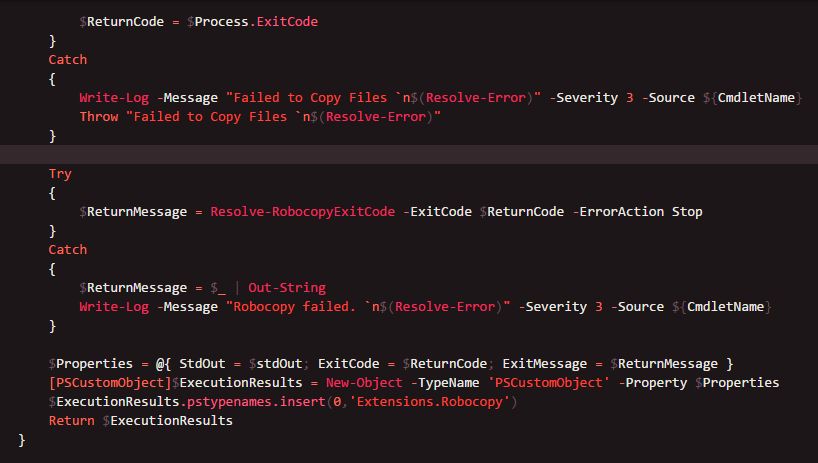 $ReturnCode = $Process.ExitCode
}
Catch
{
Write-Log -Message "Failed to Copy Files `n$(Resolve-Error)" -Severity 3 -Source ${CmdletName}
Throw "Failed to Copy Files `n$(Resolve-Error)"
}
Try
{
$ReturnMessage = Resolve-RobocopyExitCode -ExitCode $ReturnCode -ErrorAction Stop
}
Catch
{
$ReturnMessage = $_ | Out-String
Write-Log -Message "Robocopy failed. `n$(Resolve-Error)" -Severity 3 -Source ${CmdletName}
}
$Properties = @{ StdOut = $stdOut; ExitCode = $ReturnCode; ExitMessage = $ReturnMessage }
[PSCustomObject]$ExecutionResults = New-Object -TypeName 'PSCustomObject' -Property $Properties
$ExecutionResults.pstypenames.insert(0,'Extensions.Robocopy')
Return $ExecutionResults
}